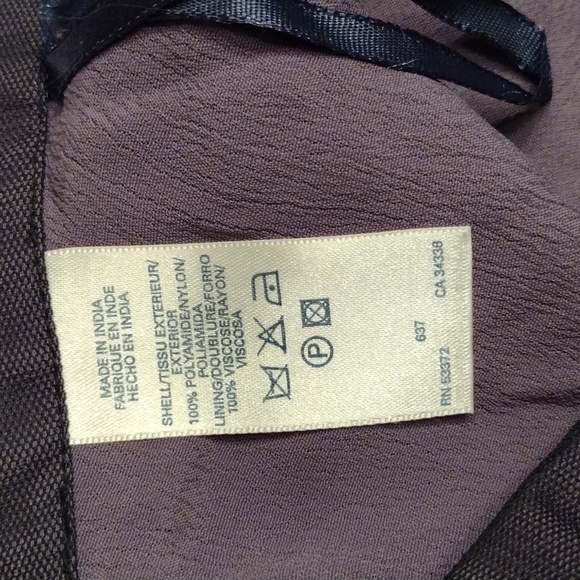 MADE IN INDIA
FABRIQUE EN INDE
HECHO EN INDIA
SHELL/TISSU EXTERIEUR/
EXTERIOR
100% POLYAMIDE/NYLON/
POLIAMIDA
LINING/DOUBLURE/FORRO
100% VISCOSE/RAYON/
VISCOSA
P
637
RN 53372 CA 34338